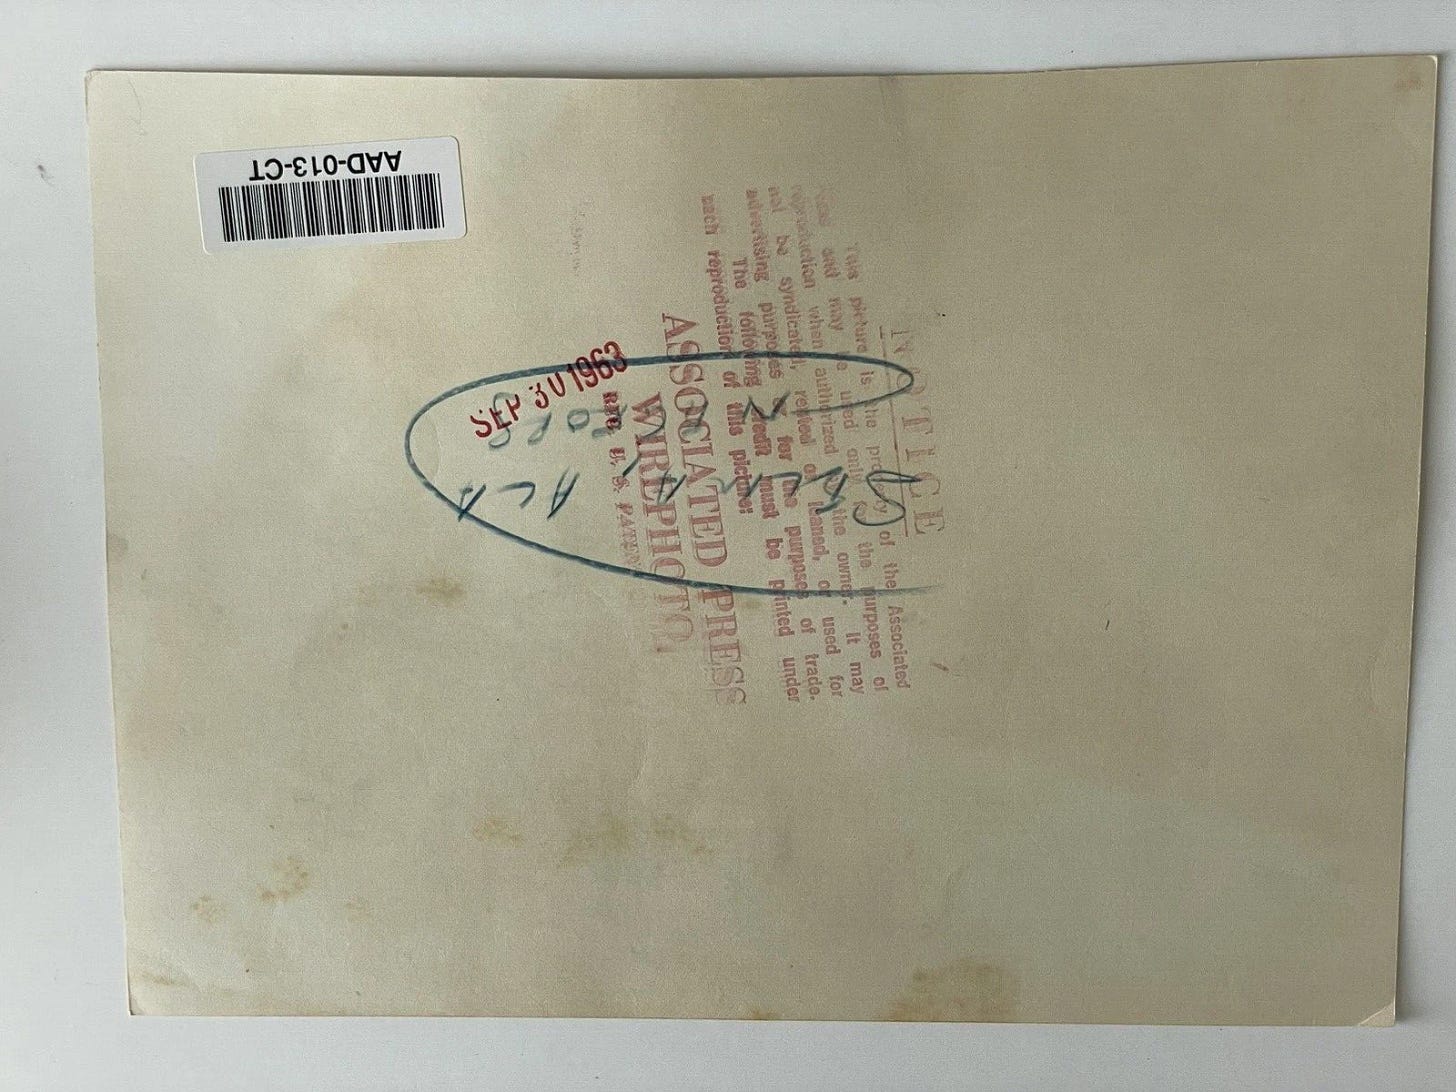 AAD-013-CT
NOTICE
This picture is the property of the Associated
Press and may be used only for the purposes of
reproduction when authorized by the owner. It may
not be syndicated, rented or loaned, or used for
advertising purposes or for the purposes of trade.
The following credit must be printed under
each reproduction of this picture:
ASSOCIATED PRESS
WIREPHOTO
REG. U. S.
SEP 30 1963
SELMA, ALA